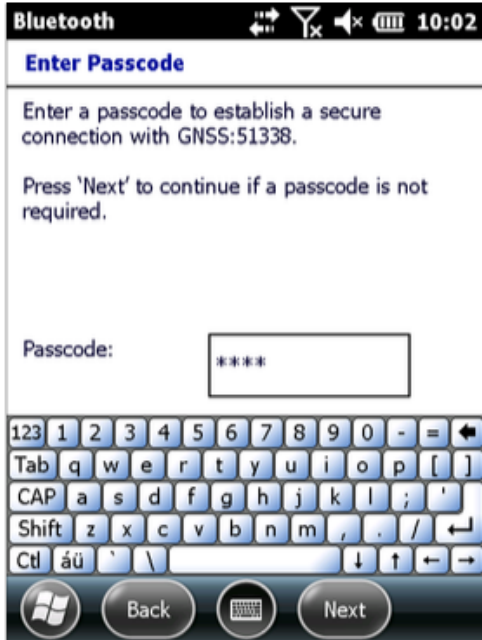 Bluetooth 10:02
Enter Passcode
Enter a passcode to establish a secure
connection with GNSS:51338.
Press ‘Next’ to continue if a passcode is not
required.
Passcode: ****
123 1 2 3 4 5 6 7 8 9 0 - = 
Tab q w e r t y u i o p [ ]
CAP a s d f g h j k l ; '
Shift z x c v b n m , . /
Ctl áü ` \
Back Next